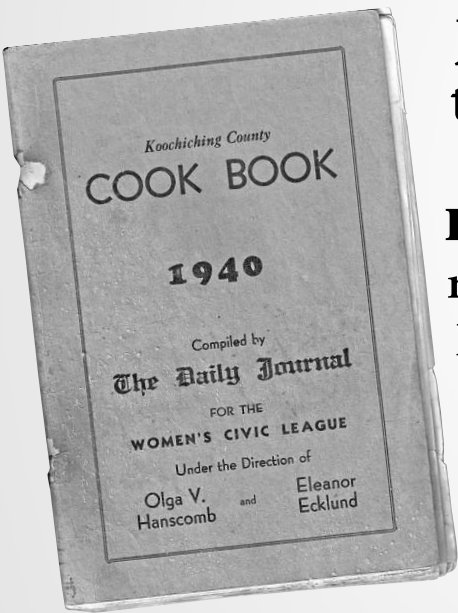 Koochiching County
COOK BOOK
1940
Compiled by
The Daily Journal
FOR THE
WOMEN'S CIVIC LEAGUE
Under the Direction of
Olga V. and Eleanor
Hanscomb Ecklund